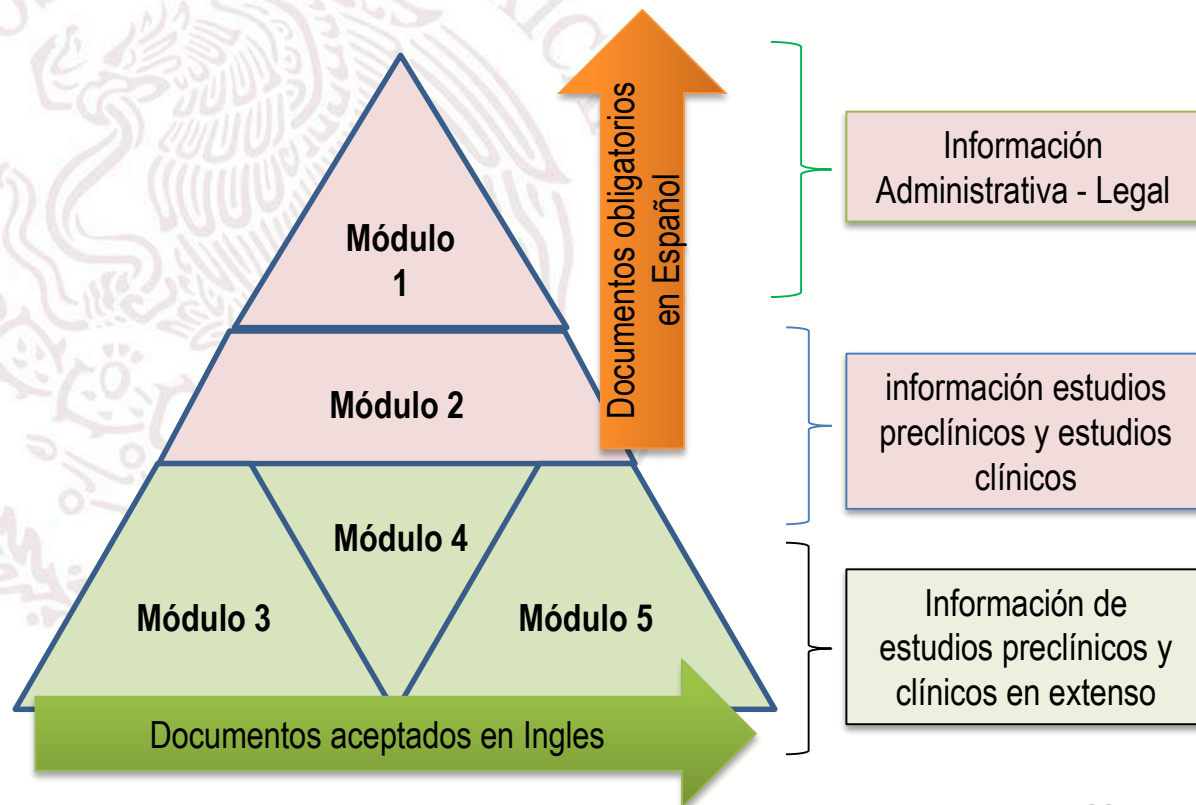 Módulo
1
Módulo 2
Módulo 4
Módulo 3
Módulo 5
Documentos obligatorios
en Español
Documentos aceptados en Ingles
Información
Administrativa - Legal
información estudios
preclínicos y estudios
clínicos
Información de
estudios preclínicos y
clínicos en extenso